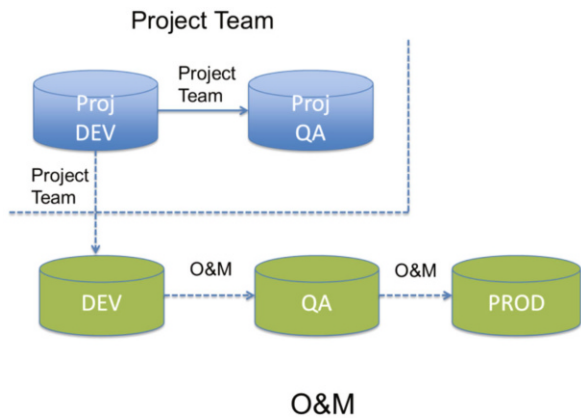 Project Team
Project
Team
Proj
DEV
Proj
QA
Project
Team
O&M
O&M
DEV
QA
PROD
O&M